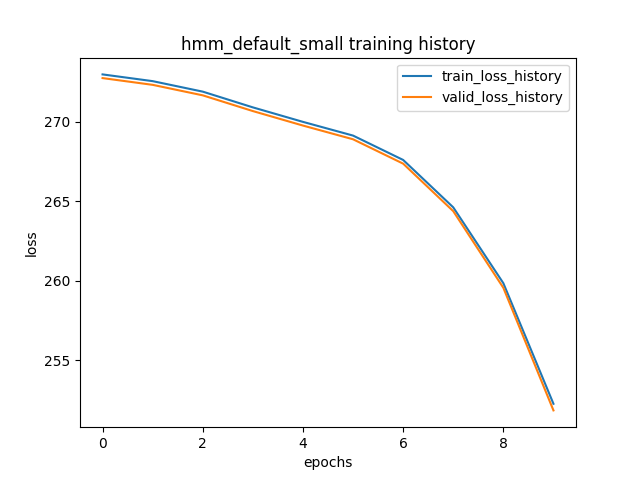 hmm_default_small training history
train_loss_history
valid_loss_history
270
265
260
255
loss
0 2 4 6 8
epochs